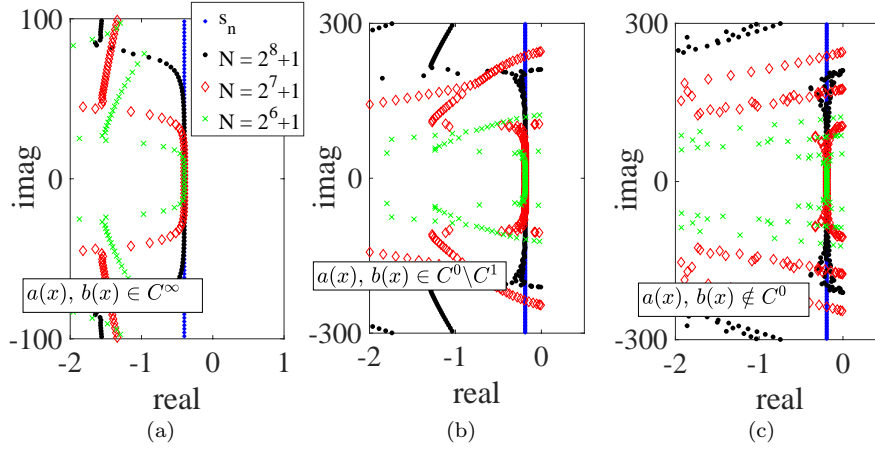 100
50
0
-50
-100
imag
-2
-1
0
1
real
(a)
s_n
N = 2^8+1
N = 2^7+1
N = 2^6+1
a(x), b(x) ∈ C^∞
300
0
-300
imag
-2
-1
0
real
(b)
a(x), b(x) ∈ C^0\C^1
300
0
-300
imag
-2
-1
0
real
(c)
a(x), b(x) ∉ C^0